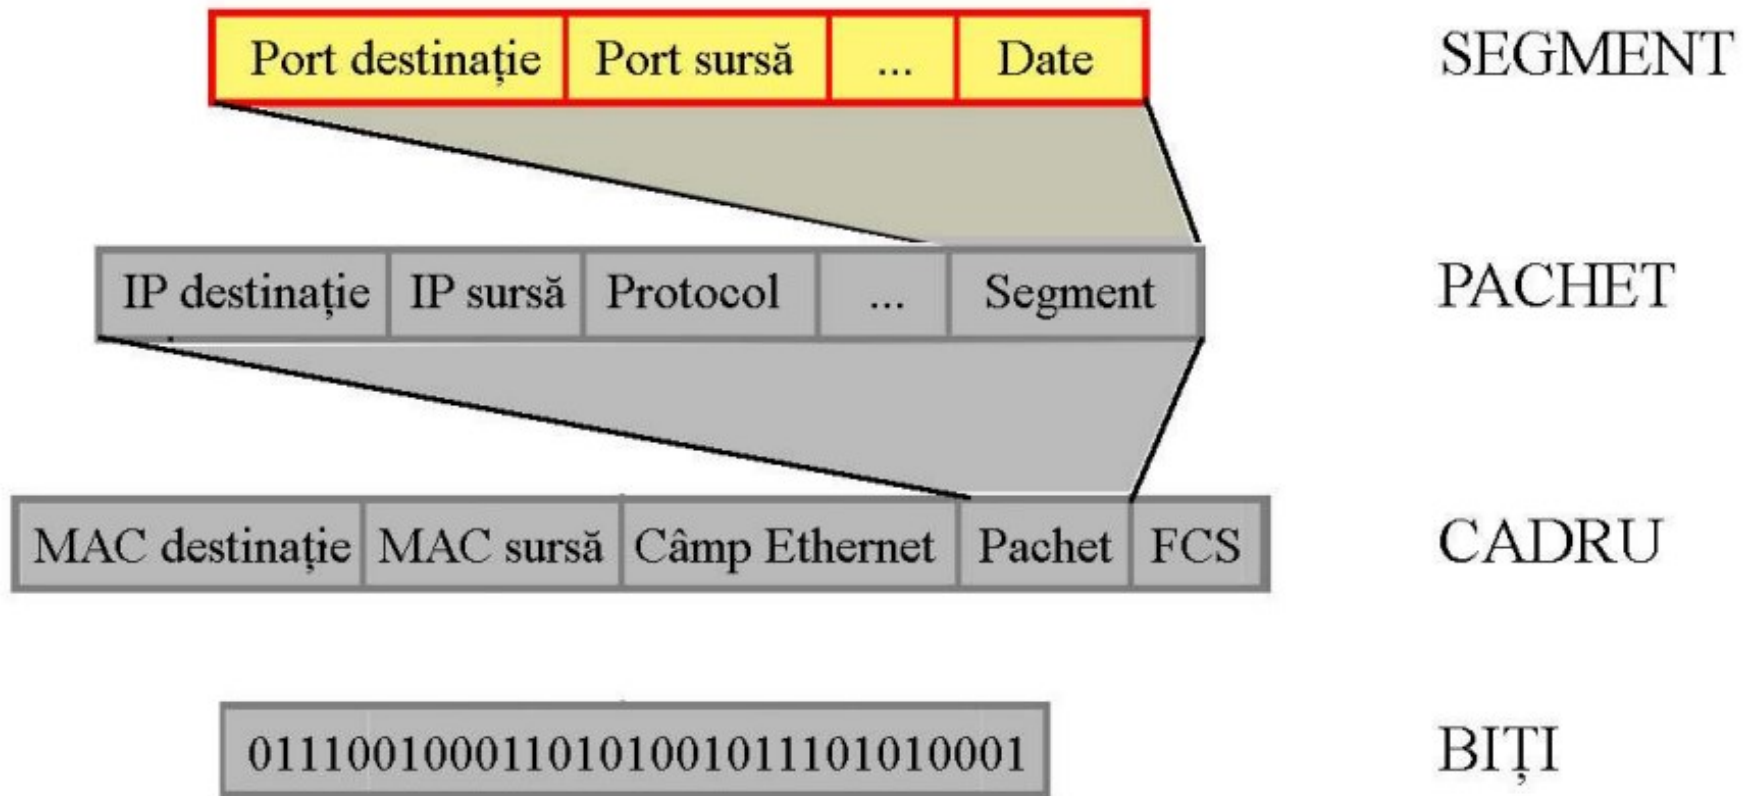 Port destinație Port sursă ... Date SEGMENT
IP destinație IP sursă Protocol ... Segment PACHET
MAC destinație MAC sursă Câmp Ethernet Pachet FCS CADRU
0111001000110101001011101010001 BIȚI